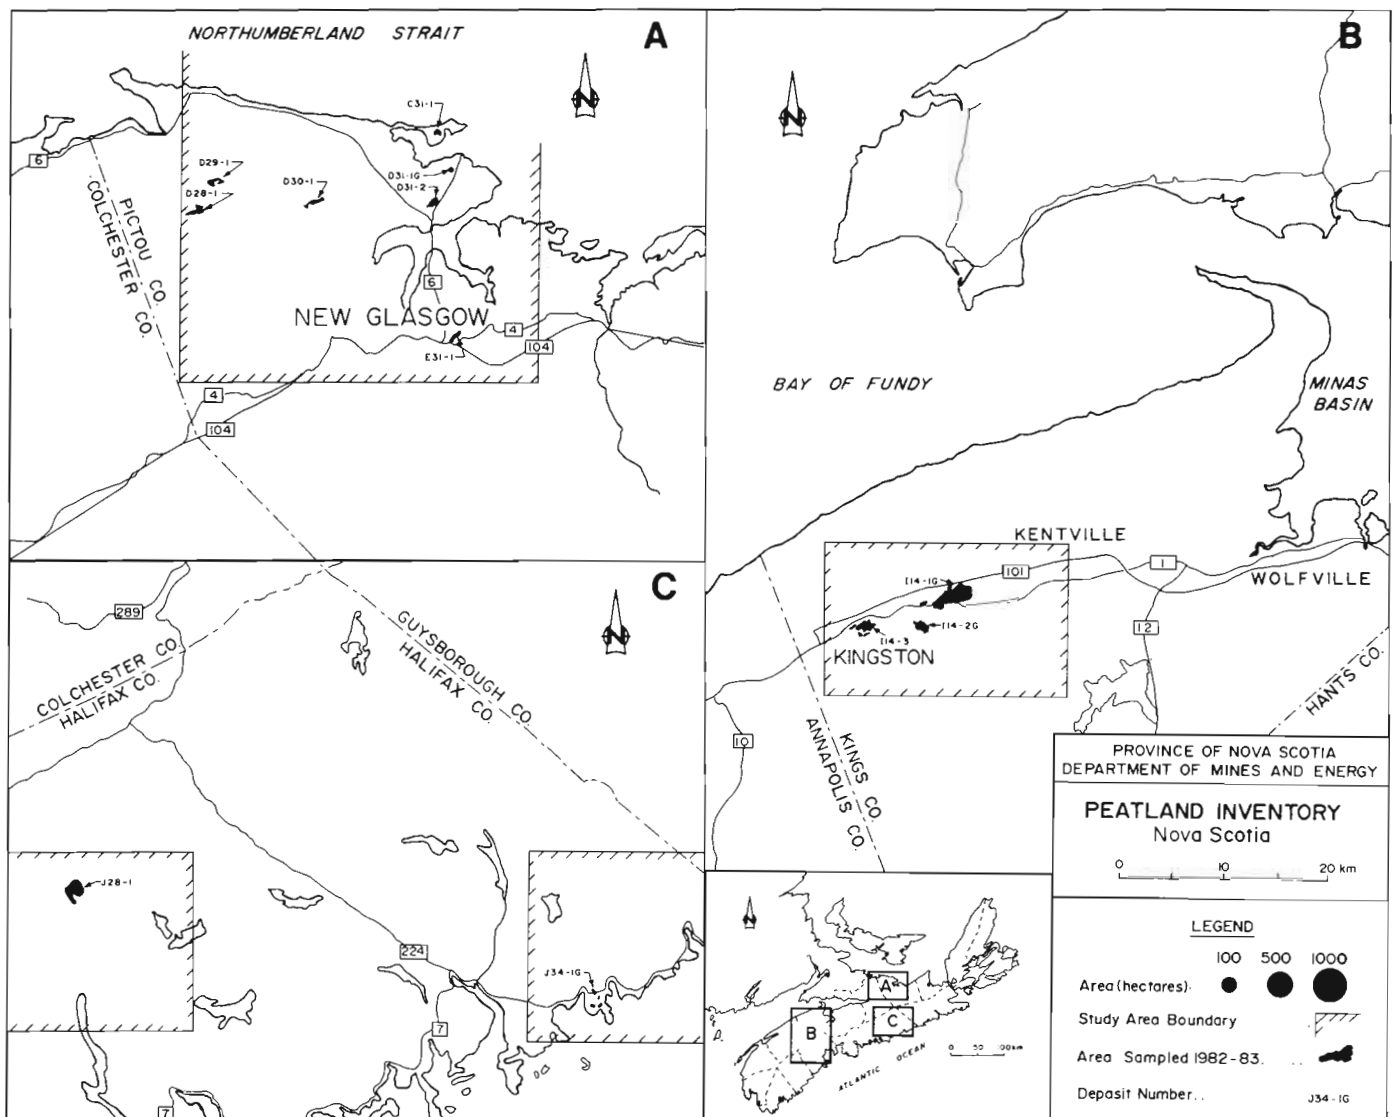 NORTHUMBERLAND STRAIT
A
N
C31-1
6
D29-1
D28-1
D30-1
D31-1G
D31-2
PICTOU CO.
COLCHESTER CO.
6
NEW GLASGOW
4
104
E31-1
4
104
B
N
BAY OF FUNDY
MINAS
BASIN
KENTVILLE
101
1
WOLFVILLE
I14-1G
I14-2G
I14-3
KINGSTON
12
HANTS CO.
10
KINGS CO.
ANNAPOLIS CO.
C
N
289
COLCHESTER CO.
HALIFAX CO.
GUYSBOROUGH CO.
HALIFAX CO.
J28-1
224
J34-1G
7
7
PROVINCE OF NOVA SCOTIA
DEPARTMENT OF MINES AND ENERGY
PEATLAND INVENTORY
Nova Scotia
0 10 20 km
N
A
B
C
0 50 100km
ATLANTIC OCEAN
LEGEND
100 500 1000
Area (hectares).
Study Area Boundary
Area Sampled 1982-83. ..
Deposit Number.. J34-1G